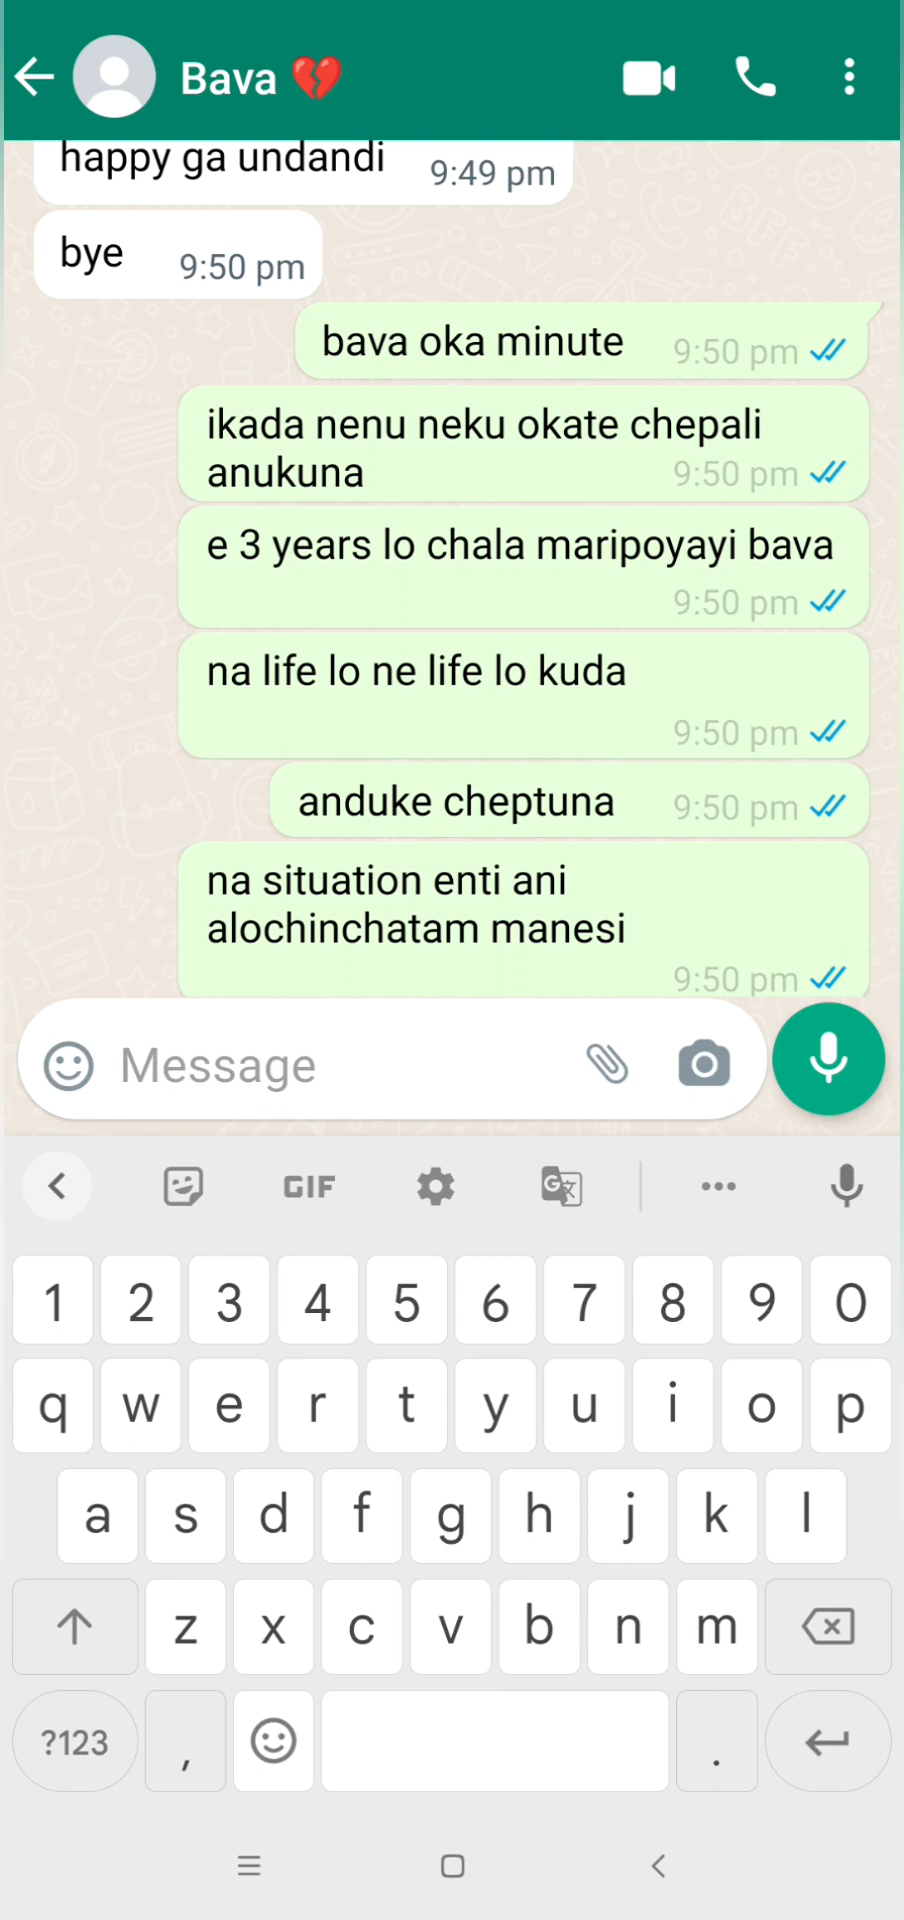 Bava 💔
happy ga undandi 9:49 pm
bye 9:50 pm
bava oka minute 9:50 pm
ikada nenu neku okate chepali
anukuna 9:50 pm
e 3 years lo chala maripoyayi bava
9:50 pm
na life lo ne life lo kuda
9:50 pm
anduke cheptuna 9:50 pm
na situation enti ani
alochinchatam manesi
9:50 pm
Message
GIF
1 2 3 4 5 6 7 8 9 0
q w e r t y u i o p
a s d f g h j k l
z x c v b n m
?123 , .